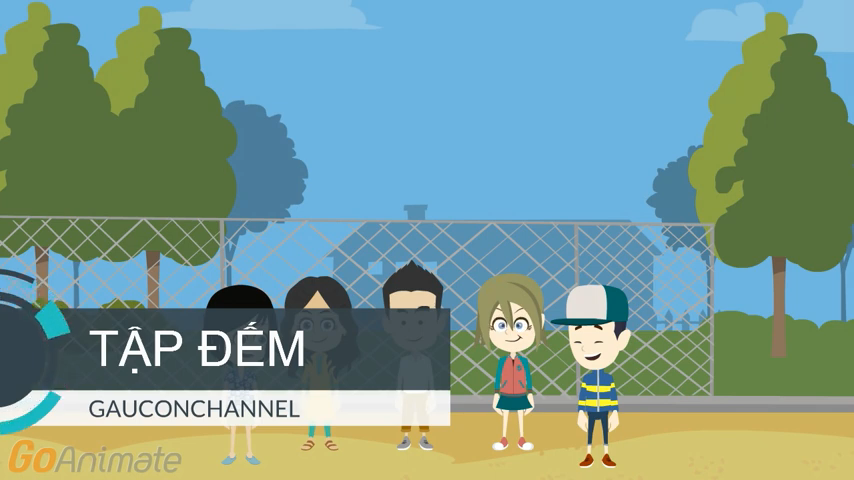 TẬP ĐẾM
GAUCONCHANNEL
GoAnimate